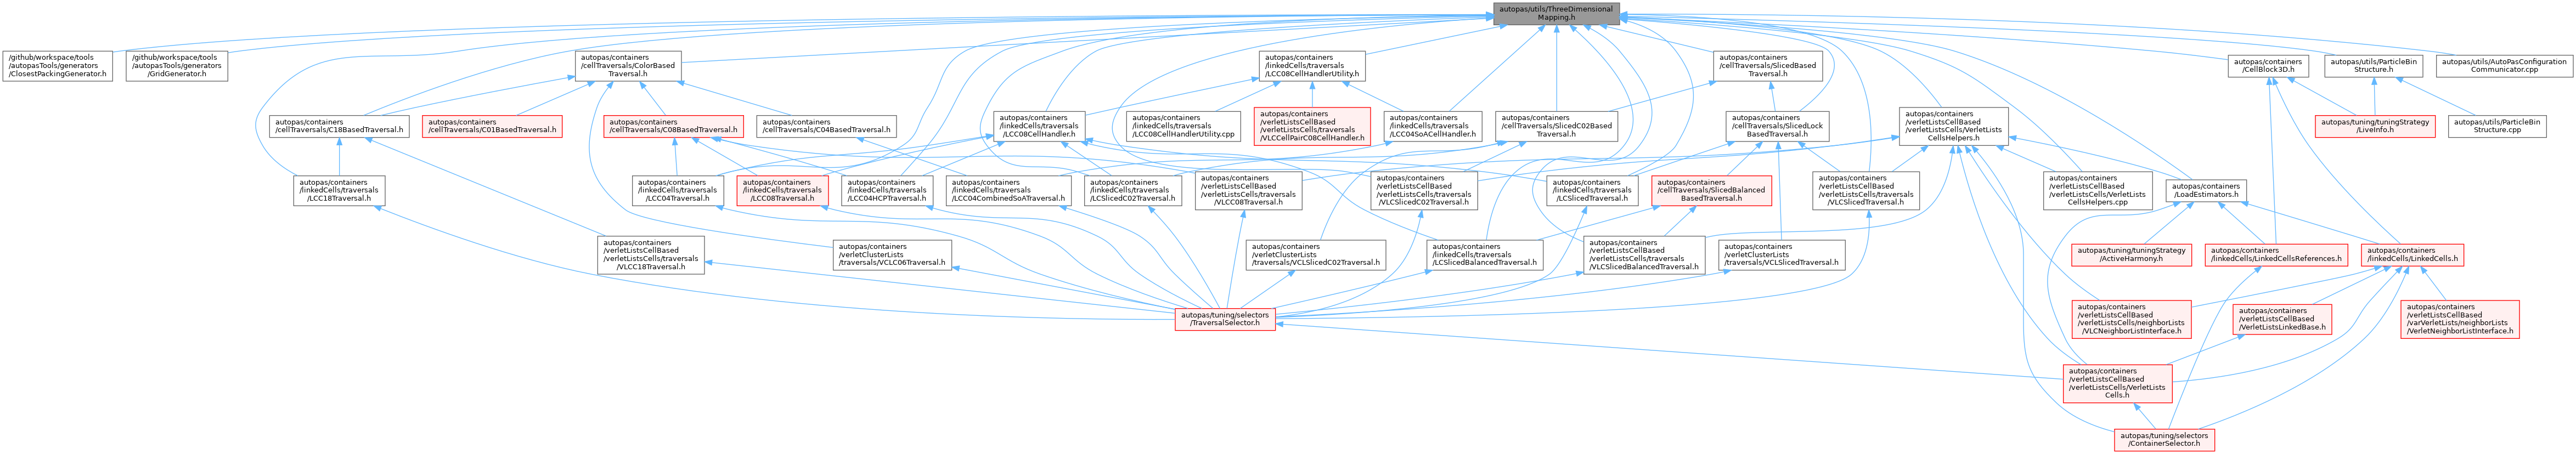 autopas/utils/ThreeDimensional
Mapping.h
/github/workspace/tools
/autopasTools/generators
/ClosestPackingGenerator.h
/github/workspace/tools
/autopasTools/generators
/GridGenerator.h
autopas/containers
/cellTraversals/ColorBased
Traversal.h
autopas/containers
/linkedCells/traversals
/LCC08CellHandlerUtility.h
autopas/containers
/cellTraversals/SlicedBased
Traversal.h
autopas/containers
/CellBlock3D.h
autopas/utils/ParticleBin
Structure.h
autopas/utils/AutoPasConfiguration
Communicator.cpp
autopas/containers
/cellTraversals/C18BasedTraversal.h
autopas/containers
/cellTraversals/C01BasedTraversal.h
autopas/containers
/cellTraversals/C08BasedTraversal.h
autopas/containers
/cellTraversals/C04BasedTraversal.h
autopas/containers
/linkedCells/traversals
/LCC08CellHandler.h
autopas/containers
/linkedCells/traversals
/LCC08CellHandlerUtility.cpp
autopas/containers
/verletListsCellBased
/verletListsCells/traversals
/VLCCellPairC08CellHandler.h
autopas/containers
/linkedCells/traversals
/LCC04SoACellHandler.h
autopas/containers
/cellTraversals/SlicedC02Based
Traversal.h
autopas/containers
/cellTraversals/SlicedLock
BasedTraversal.h
autopas/containers
/verletListsCellBased
/verletListsCells/VerletLists
CellsHelpers.h
autopas/tuning/tuningStrategy
/LiveInfo.h
autopas/utils/ParticleBin
Structure.cpp
autopas/containers
/linkedCells/traversals
/LCC18Traversal.h
autopas/containers
/linkedCells/traversals
/LCC04Traversal.h
autopas/containers
/linkedCells/traversals
/LCC08Traversal.h
autopas/containers
/linkedCells/traversals
/LCC04HCPTraversal.h
autopas/containers
/linkedCells/traversals
/LCC04CombinedSoATraversal.h
autopas/containers
/linkedCells/traversals
/LCSlicedC02Traversal.h
autopas/containers
/verletListsCellBased
/verletListsCells/traversals
/VLCC08Traversal.h
autopas/containers
/verletListsCellBased
/verletListsCells/traversals
/VLCSlicedC02Traversal.h
autopas/containers
/linkedCells/traversals
/LCSlicedTraversal.h
autopas/containers
/cellTraversals/SlicedBalanced
BasedTraversal.h
autopas/containers
/verletListsCellBased
/verletListsCells/traversals
/VLCSlicedTraversal.h
autopas/containers
/verletListsCellBased
/verletListsCells/VerletLists
CellsHelpers.cpp
autopas/containers
/LoadEstimators.h
autopas/containers
/verletListsCellBased
/verletListsCells/traversals
/VLCC18Traversal.h
autopas/containers
/verletClusterLists
/traversals/VCLC06Traversal.h
autopas/containers
/verletClusterLists
/traversals/VCLSlicedC02Traversal.h
autopas/containers
/linkedCells/traversals
/LCSlicedBalancedTraversal.h
autopas/containers
/verletListsCellBased
/verletListsCells/traversals
/VLCSlicedBalancedTraversal.h
autopas/containers
/verletClusterLists
/traversals/VCLSlicedTraversal.h
autopas/tuning/tuningStrategy
/ActiveHarmony.h
autopas/containers
/linkedCells/LinkedCellsReferences.h
autopas/containers
/linkedCells/LinkedCells.h
autopas/tuning/selectors
/TraversalSelector.h
autopas/containers
/verletListsCellBased
/verletListsCells/neighborLists
/VLCNeighborListInterface.h
autopas/containers
/verletListsCellBased
/VerletListsLinkedBase.h
autopas/containers
/verletListsCellBased
/varVerletLists/neighborLists
/VerletNeighborListInterface.h
autopas/containers
/verletListsCellBased
/verletListsCells/VerletLists
Cells.h
autopas/tuning/selectors
/ContainerSelector.h